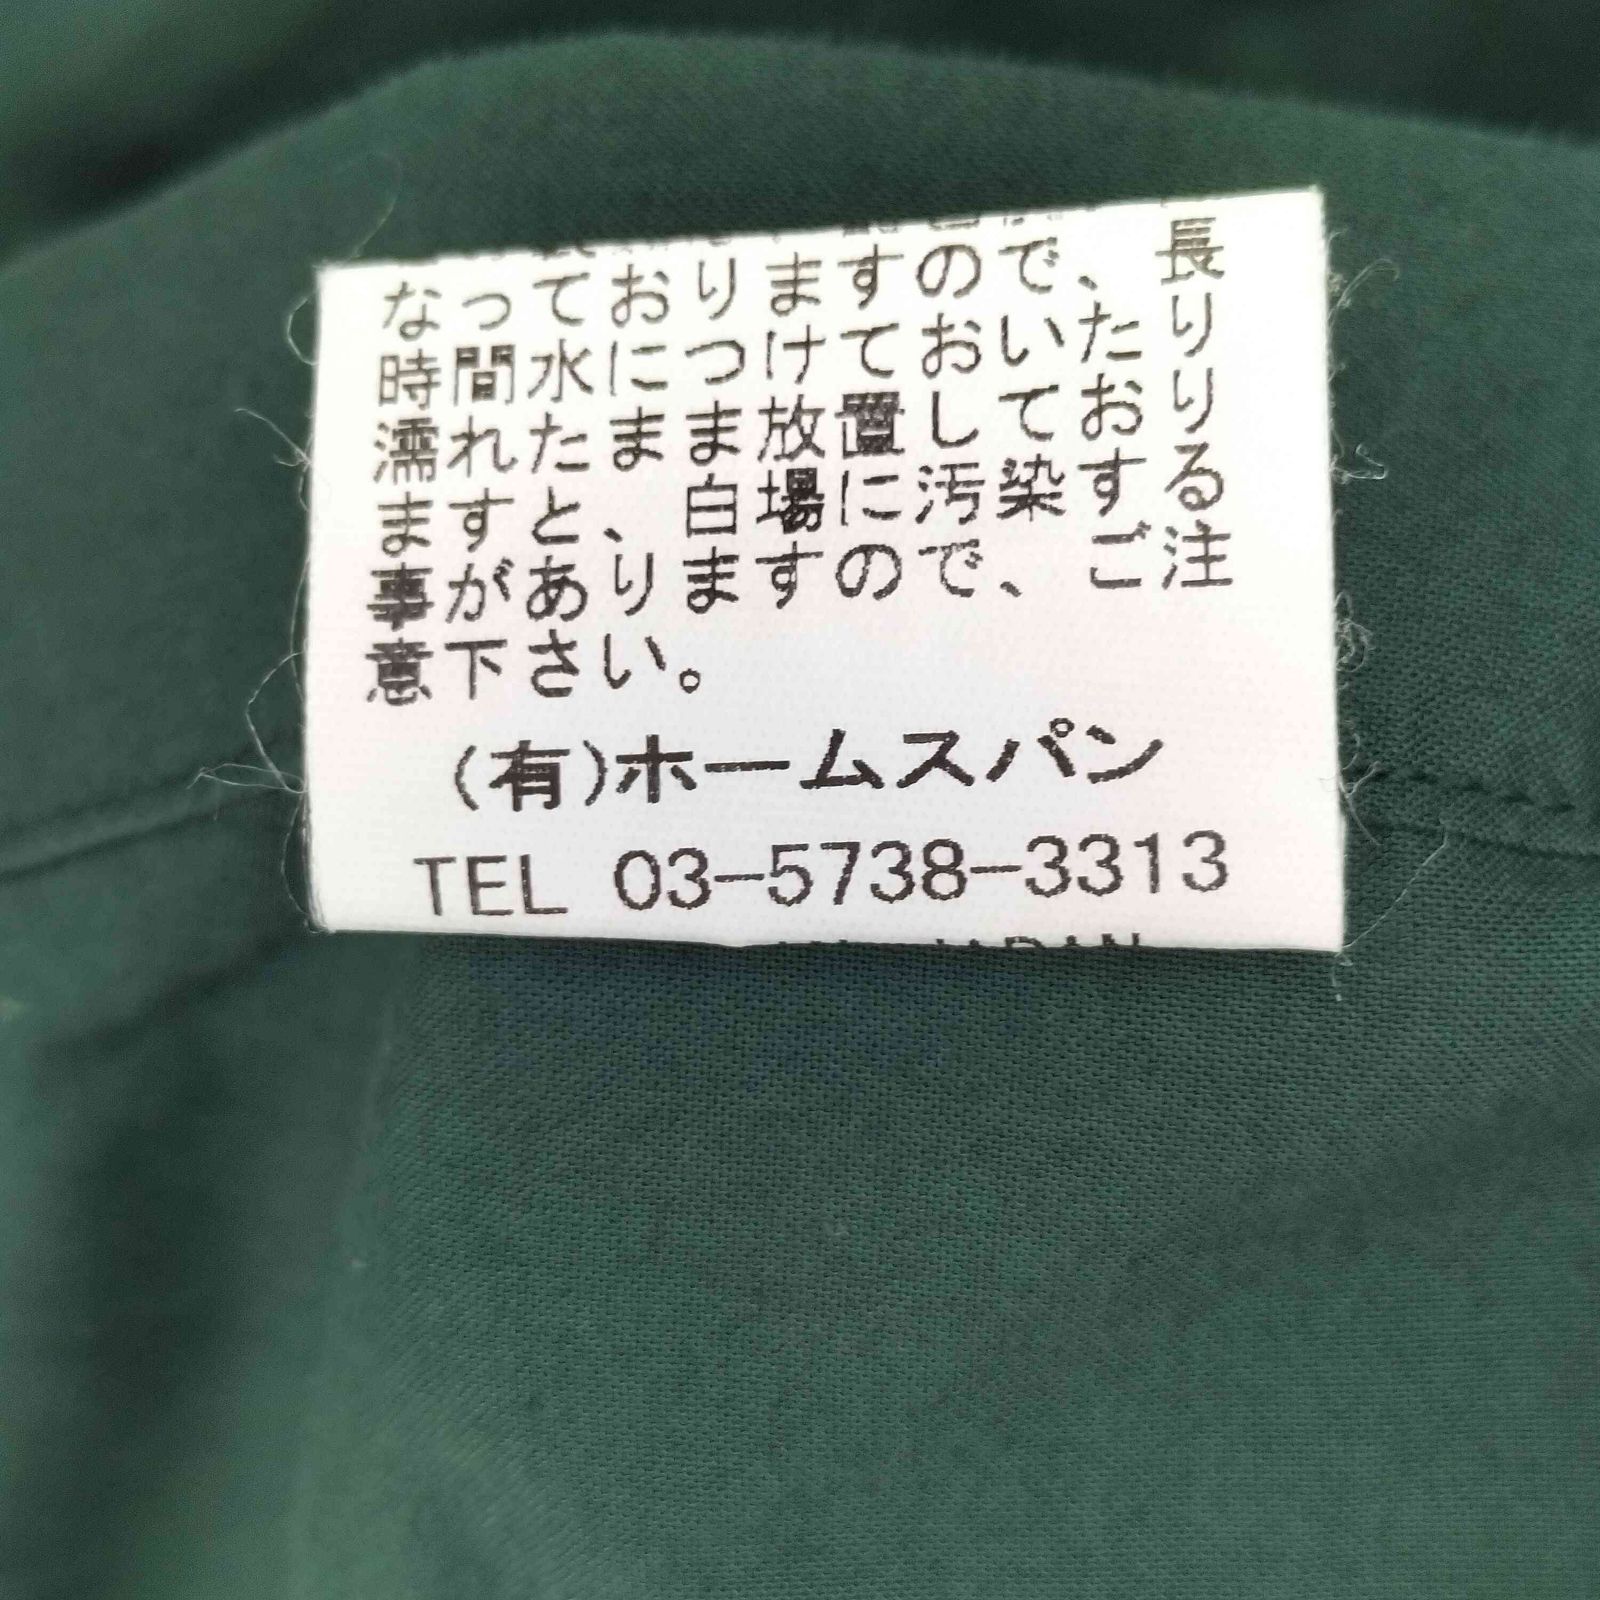 なっておりますので、長
時間水につけておいたり
濡れたまま放置しており
ますと、白場に汚染する
事がありますので、ご注
意下さい。
(有)ホームスパン
TEL 03-5738-3313
JAPAN